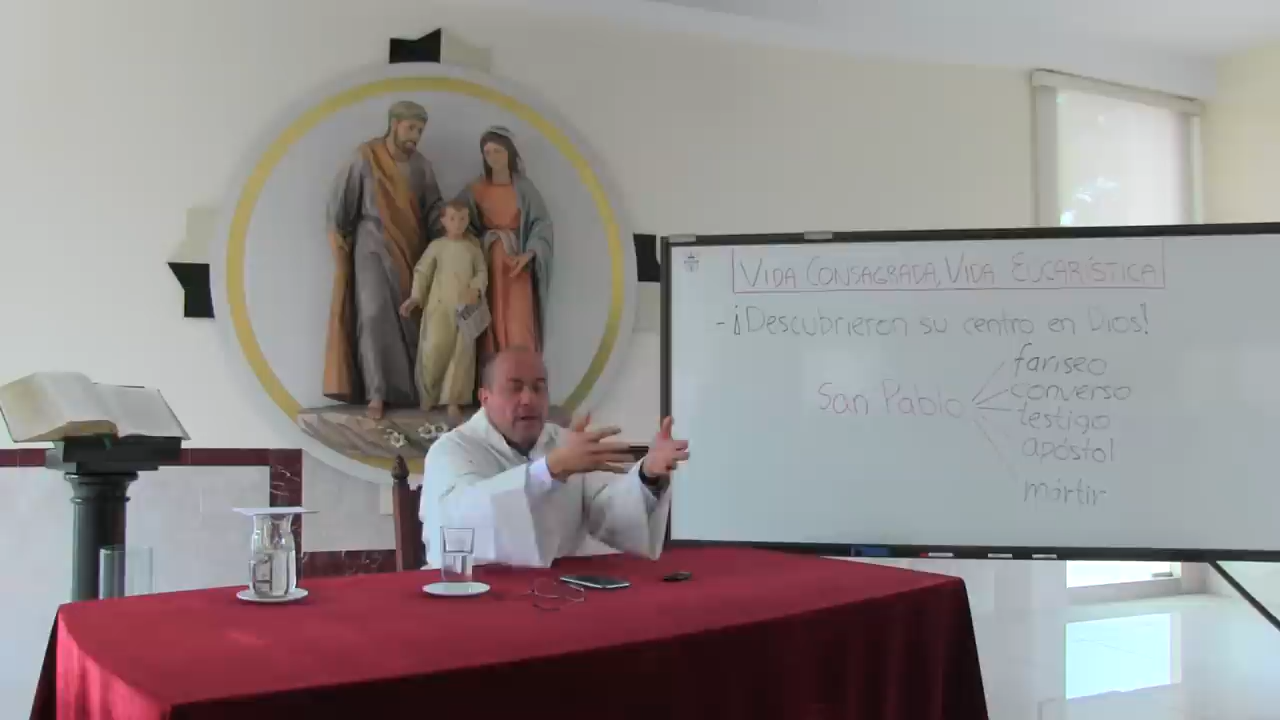 VIDA CONSAGRADA, VIDA EUCARÍSTICA
- ¡Descubrieron su centro en Dios!
San Pablo
fariseo
converso
testigo
apóstol
mártir